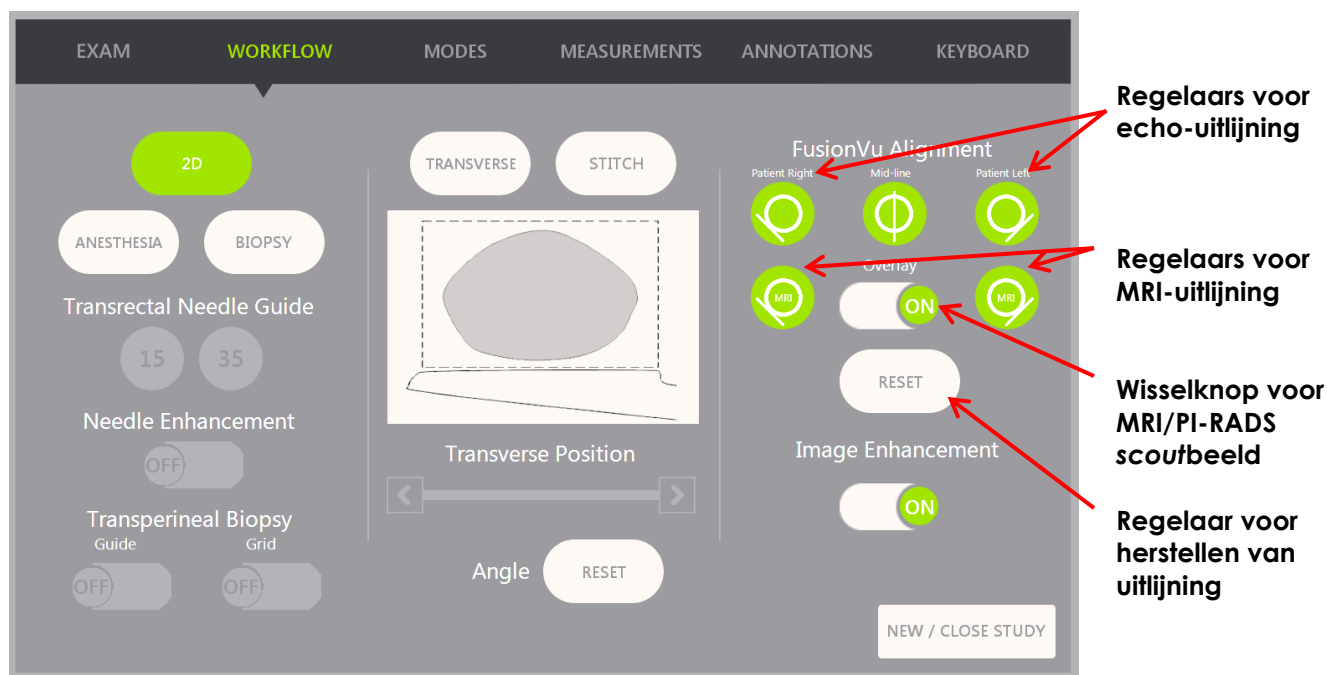 EXAM
WORKFLOW
MODES
MEASUREMENTS
ANNOTATIONS
KEYBOARD
2D
ANESTHESIA
BIOPSY
Transrectal Needle Guide
15
35
Needle Enhancement
OFF
Transperineal Biopsy
Guide
Grid
OFF
OFF
TRANSVERSE
STITCH
Transverse Position
Angle
RESET
FusionVu Alignment
Patient Right
Mid-line
Patient Left
Overlay
MRI
ON
MRI
RESET
Image Enhancement
ON
NEW / CLOSE STUDY
Regelaars voor
echo-uitlijning
Regelaars voor
MRI-uitlijning
Wisselknop voor
MRI/PI-RADS
scoutbeeld
Regelaar voor
herstellen van
uitlijning